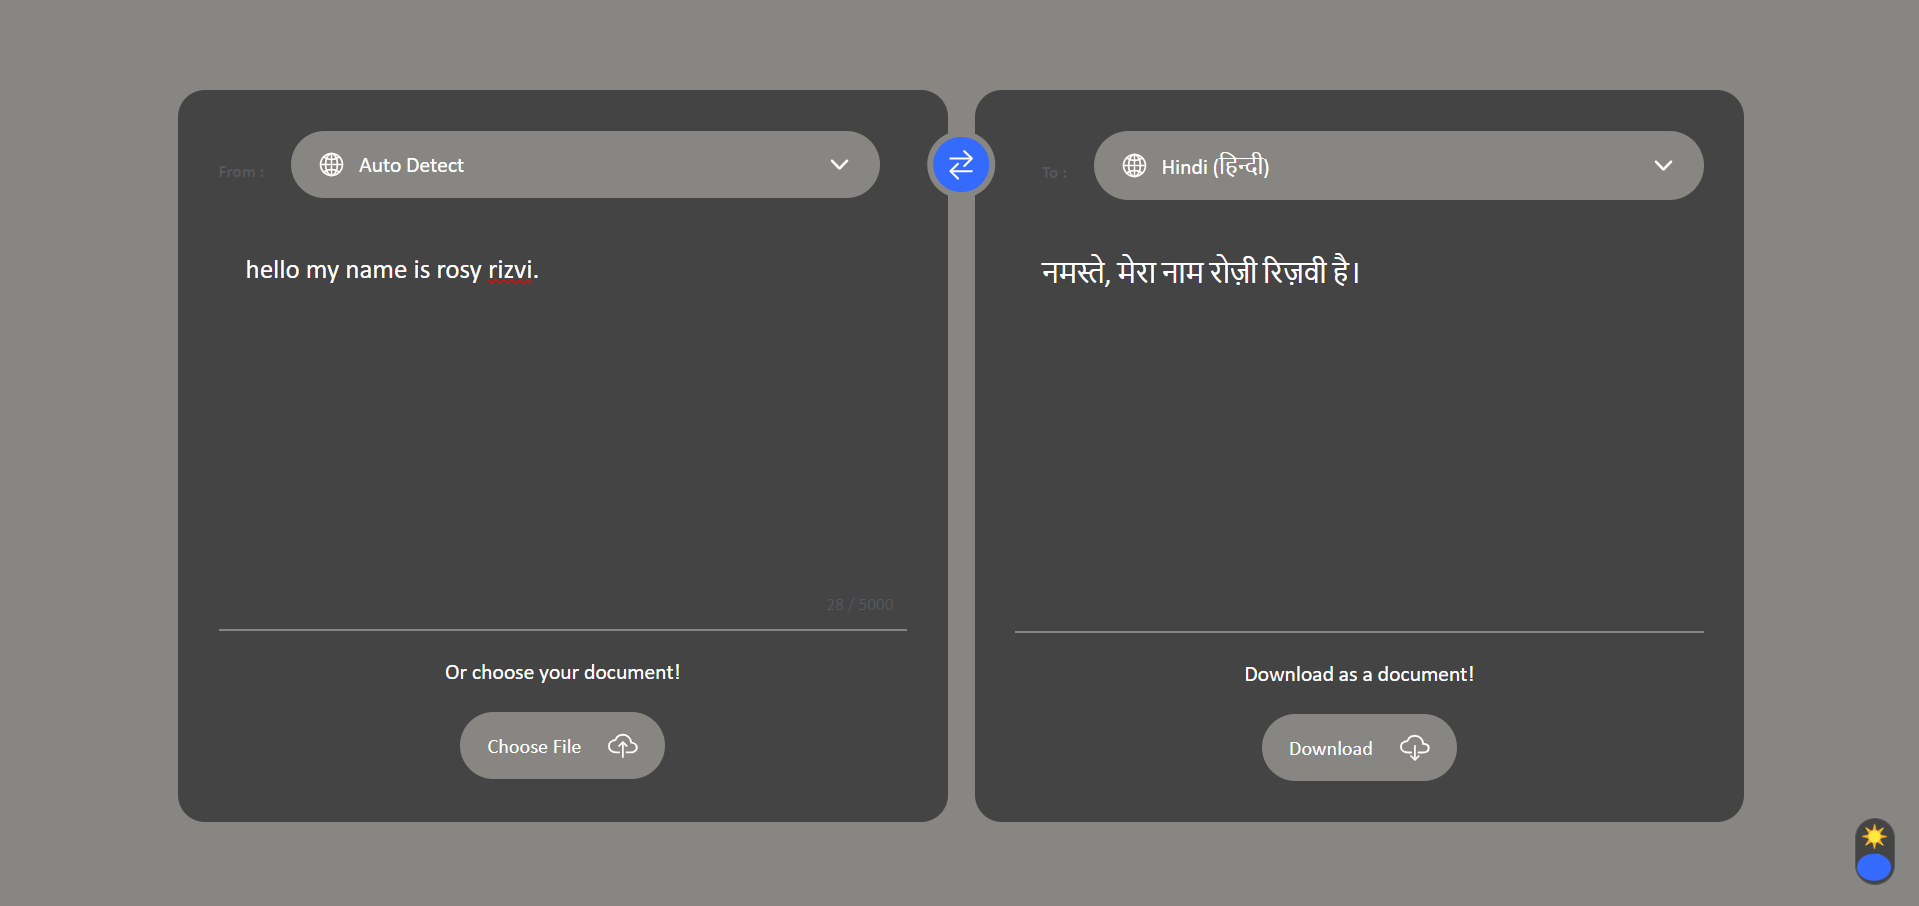 From :
Auto Detect
hello my name is rosy rizvi.
28 / 5000
Or choose your document!
Choose File
To :
Hindi (हिन्दी)
नमस्ते, मेरा नाम रोज़ी रिज़वी है।
Download as a document!
Download